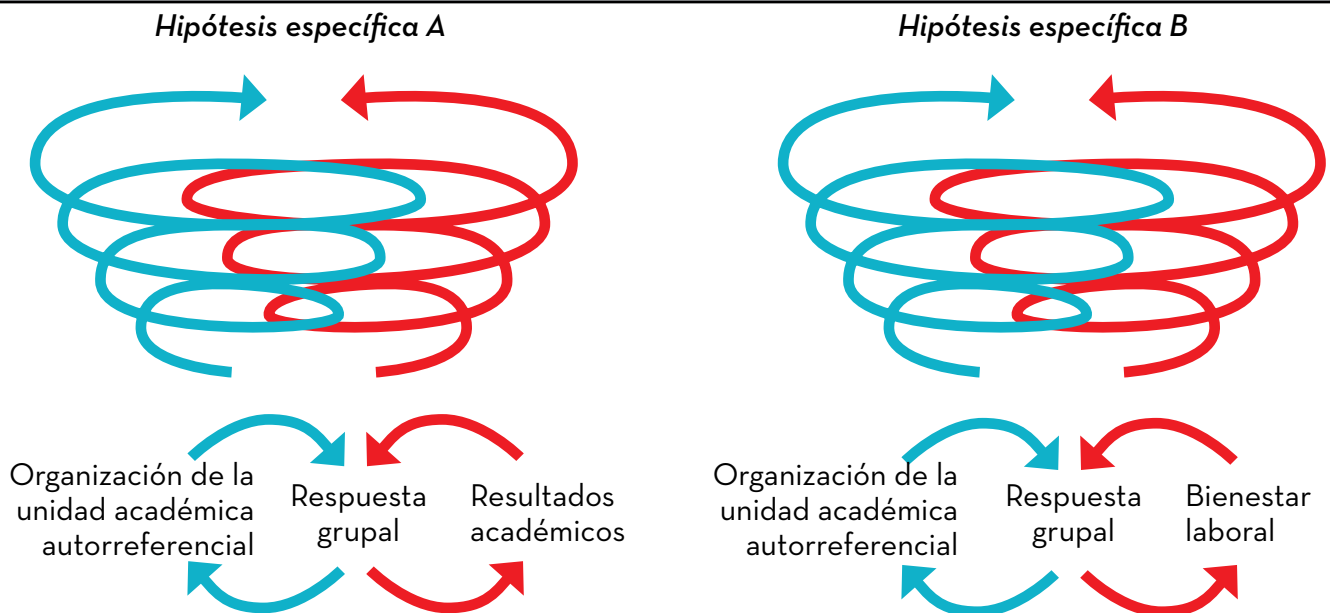 Hipótesis específica A
Organización de la
unidad académica
autorreferencial
Respuesta
grupal
Resultados
académicos
Hipótesis específica B
Organización de la
unidad académica
autorreferencial
Respuesta
grupal
Bienestar
laboral